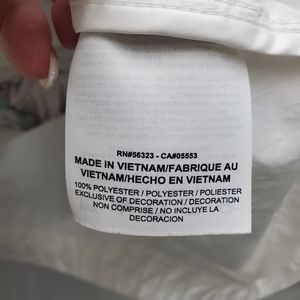 RN#56323 - CA#05553
MADE IN VIETNAM/FABRIQUE AU
VIETNAM/HECHO EN VIETNAM
100% POLYESTER / POLYESTER / POLIESTER
EXCLUSIVE OF DECORATION / DECORATION
NON COMPRISE / NO INCLUYE LA
DECORACION